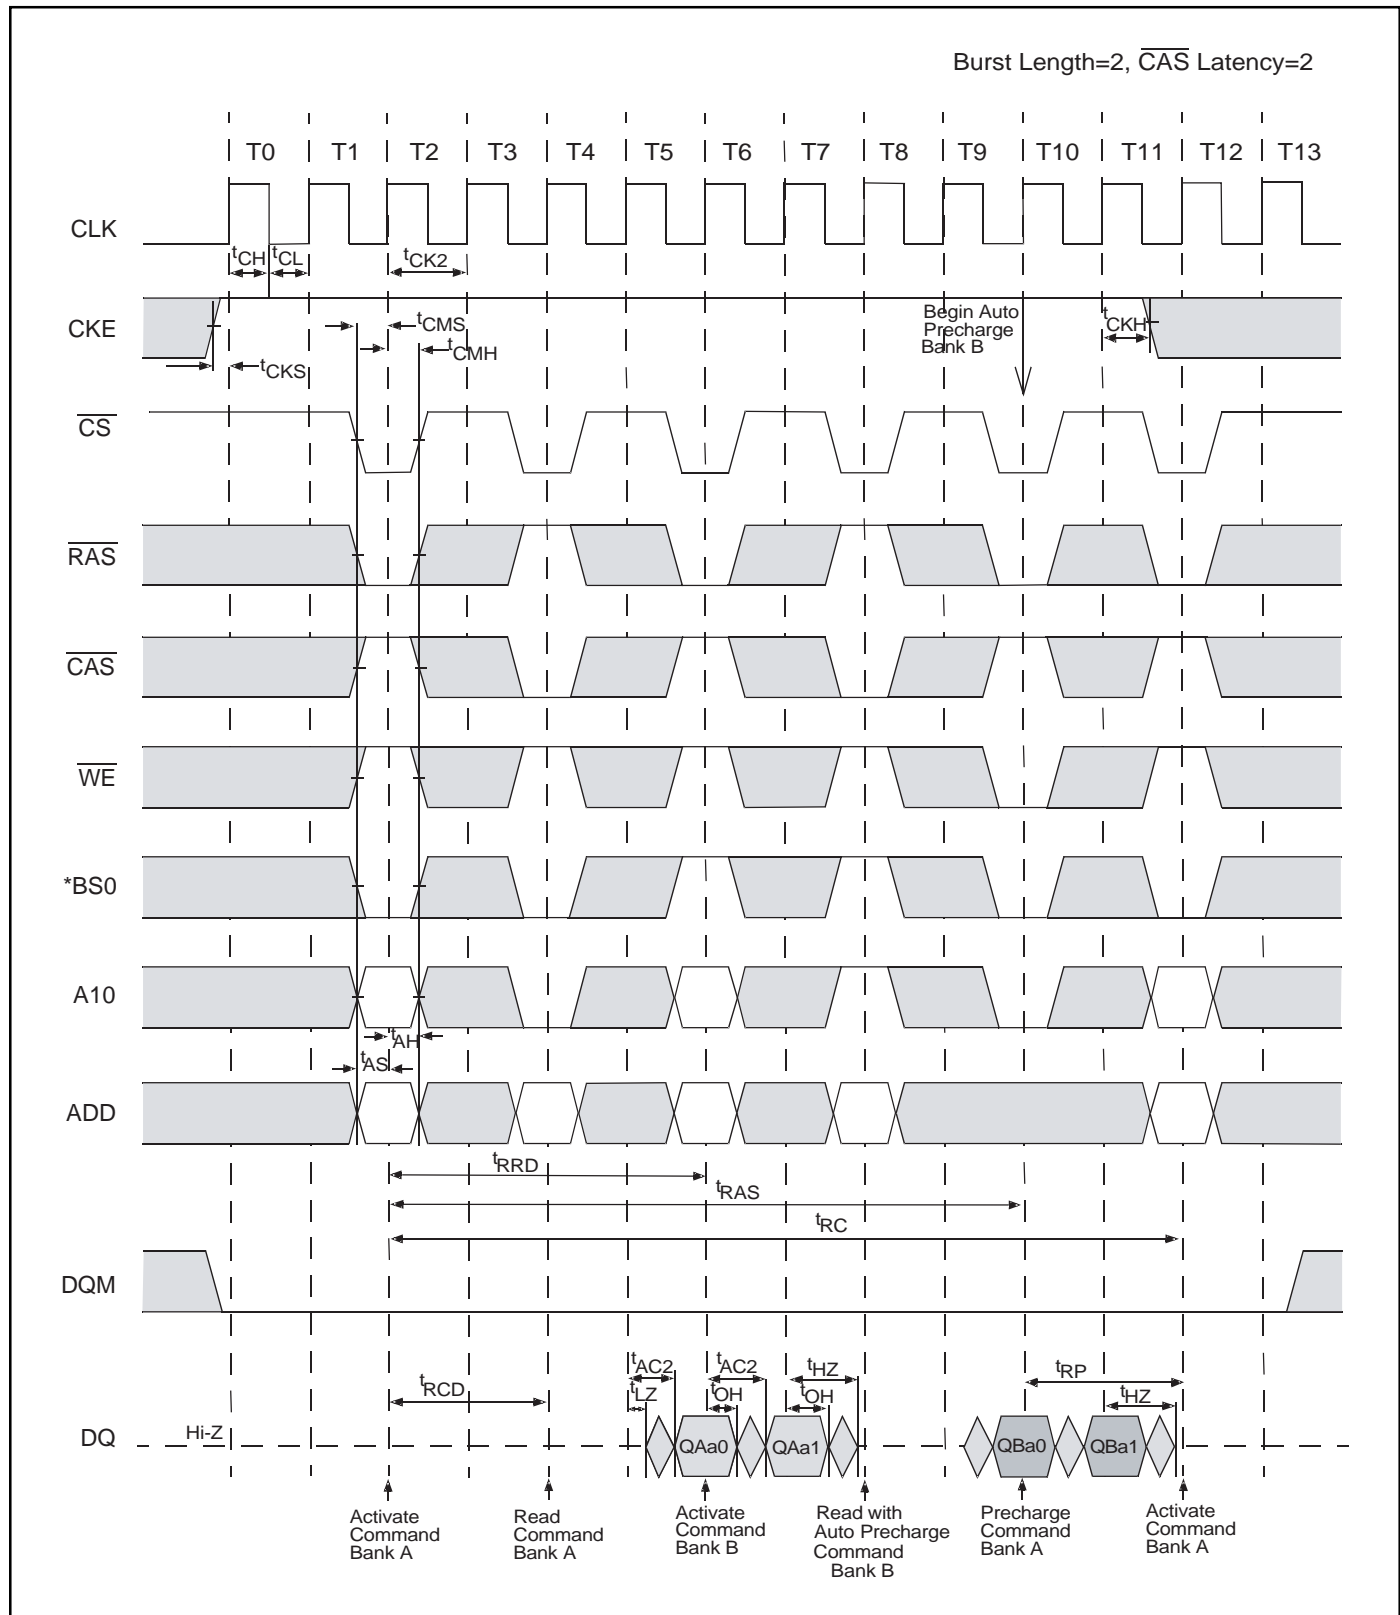 Burst Length=2, CAS Latency=2
T0 T1 T2 T3 T4 T5 T6 T7 T8 T9 T10 T11 T12 T13
CLK
tCH tCL tCK2
CKE
tCMS
tCMH
tCKS
Begin Auto
Precharge
Bank B
tCKH
CS
RAS
CAS
WE
*BS0
A10
tAH
tAS
ADD
tRRD
tRAS
tRC
DQM
tRCD
tAC2 tAC2 tHZ
tLZ tOH tOH
tRP
tHZ
DQ
Hi-Z
QAa0 QAa1 QBa0 QBa1
Activate
Command
Bank A
Read
Command
Bank A
Activate
Command
Bank B
Read with
Auto Precharge
Command
Bank B
Precharge
Command
Bank A
Activate
Command
Bank A